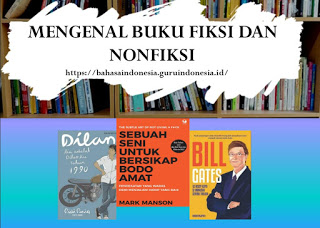 MENGENAL BUKU FIKSI DAN
NONFIKSI
https://bahasaindonesia.guruindonesia.id/
Dilan
1990
SEBUAH
SENI
UNTUK
BERSIKAP
BODO
AMAT
MARK MANSON
BILL
GATES